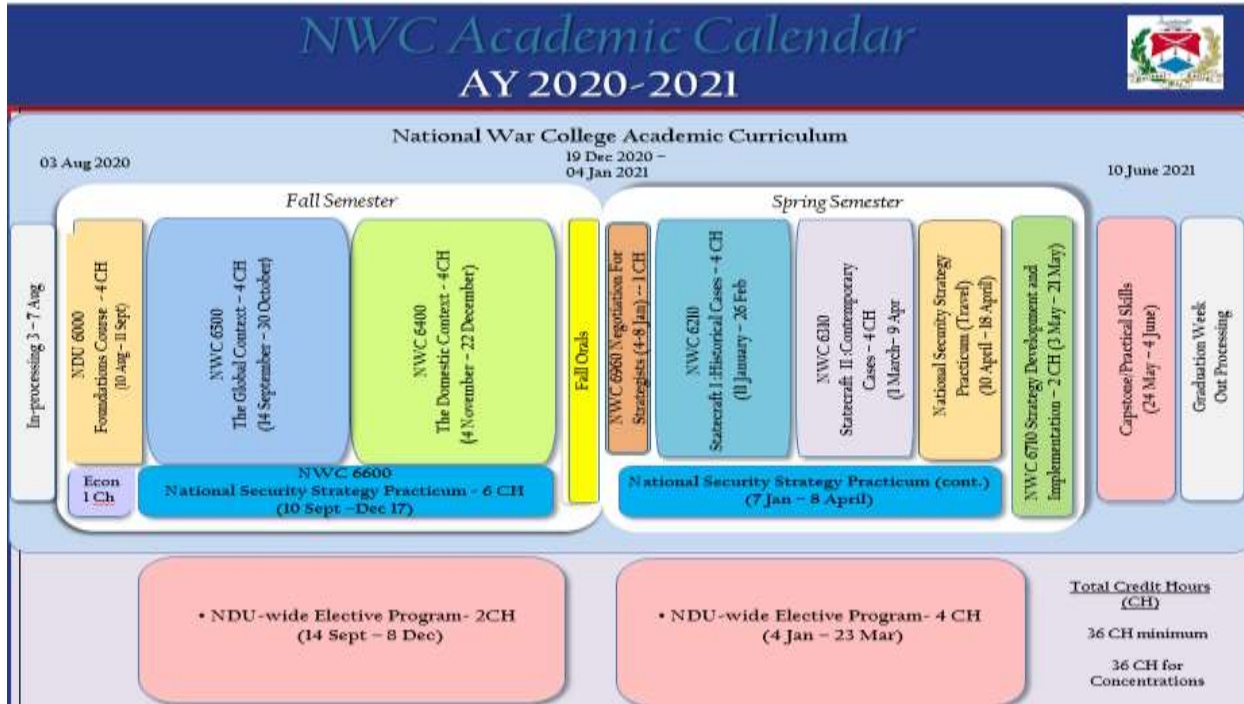 NWC Academic Calendar
AY 2020-2021
National War College Academic Curriculum
03 Aug 2020
19 Dec 2020 –
04 Jan 2021
10 June 2021
Fall Semester
Spring Semester
In-processing 3 – 7 Aug
NDU 6000
Foundations Course - 4 CH
(10 Aug – 11 Sept)
Econ
1 Ch
NWC 6500
The Global Context – 4 CH
(14 September – 30 October)
NWC 6400
The Domestic Context – 4CH
(4 November – 22 December)
NWC 6600
National Security Strategy Practicum - 6 CH
(10 Sept –Dec 17)
Fall Orals
NWC 6960 Negotiation For
Strategists (4-8 Jan) -- 1 CH
NWC 6210
Statecraft I :Historical Cases – 4 CH
(11 January – 26 Feb)
NWC 6310
Statecraft II :Contemporary
Cases – 4CH
(1 March– 9 Apr)
National Security Strategy
Practicum (Travel)
(10 April – 18 April)
National Security Strategy Practicum (cont.)
(7 Jan – 8 April)
NWC 6710 Strategy Development and
Implementation – 2 CH (3 May – 21 May)
Capstone/Practical Skills
(24 May – 4 June)
Graduation Week
Out Processing
• NDU-wide Elective Program- 2CH
(14 Sept – 8 Dec)
• NDU-wide Elective Program- 4 CH
(4 Jan – 23 Mar)
Total Credit Hours
(CH)
36 CH minimum
36 CH for
Concentrations